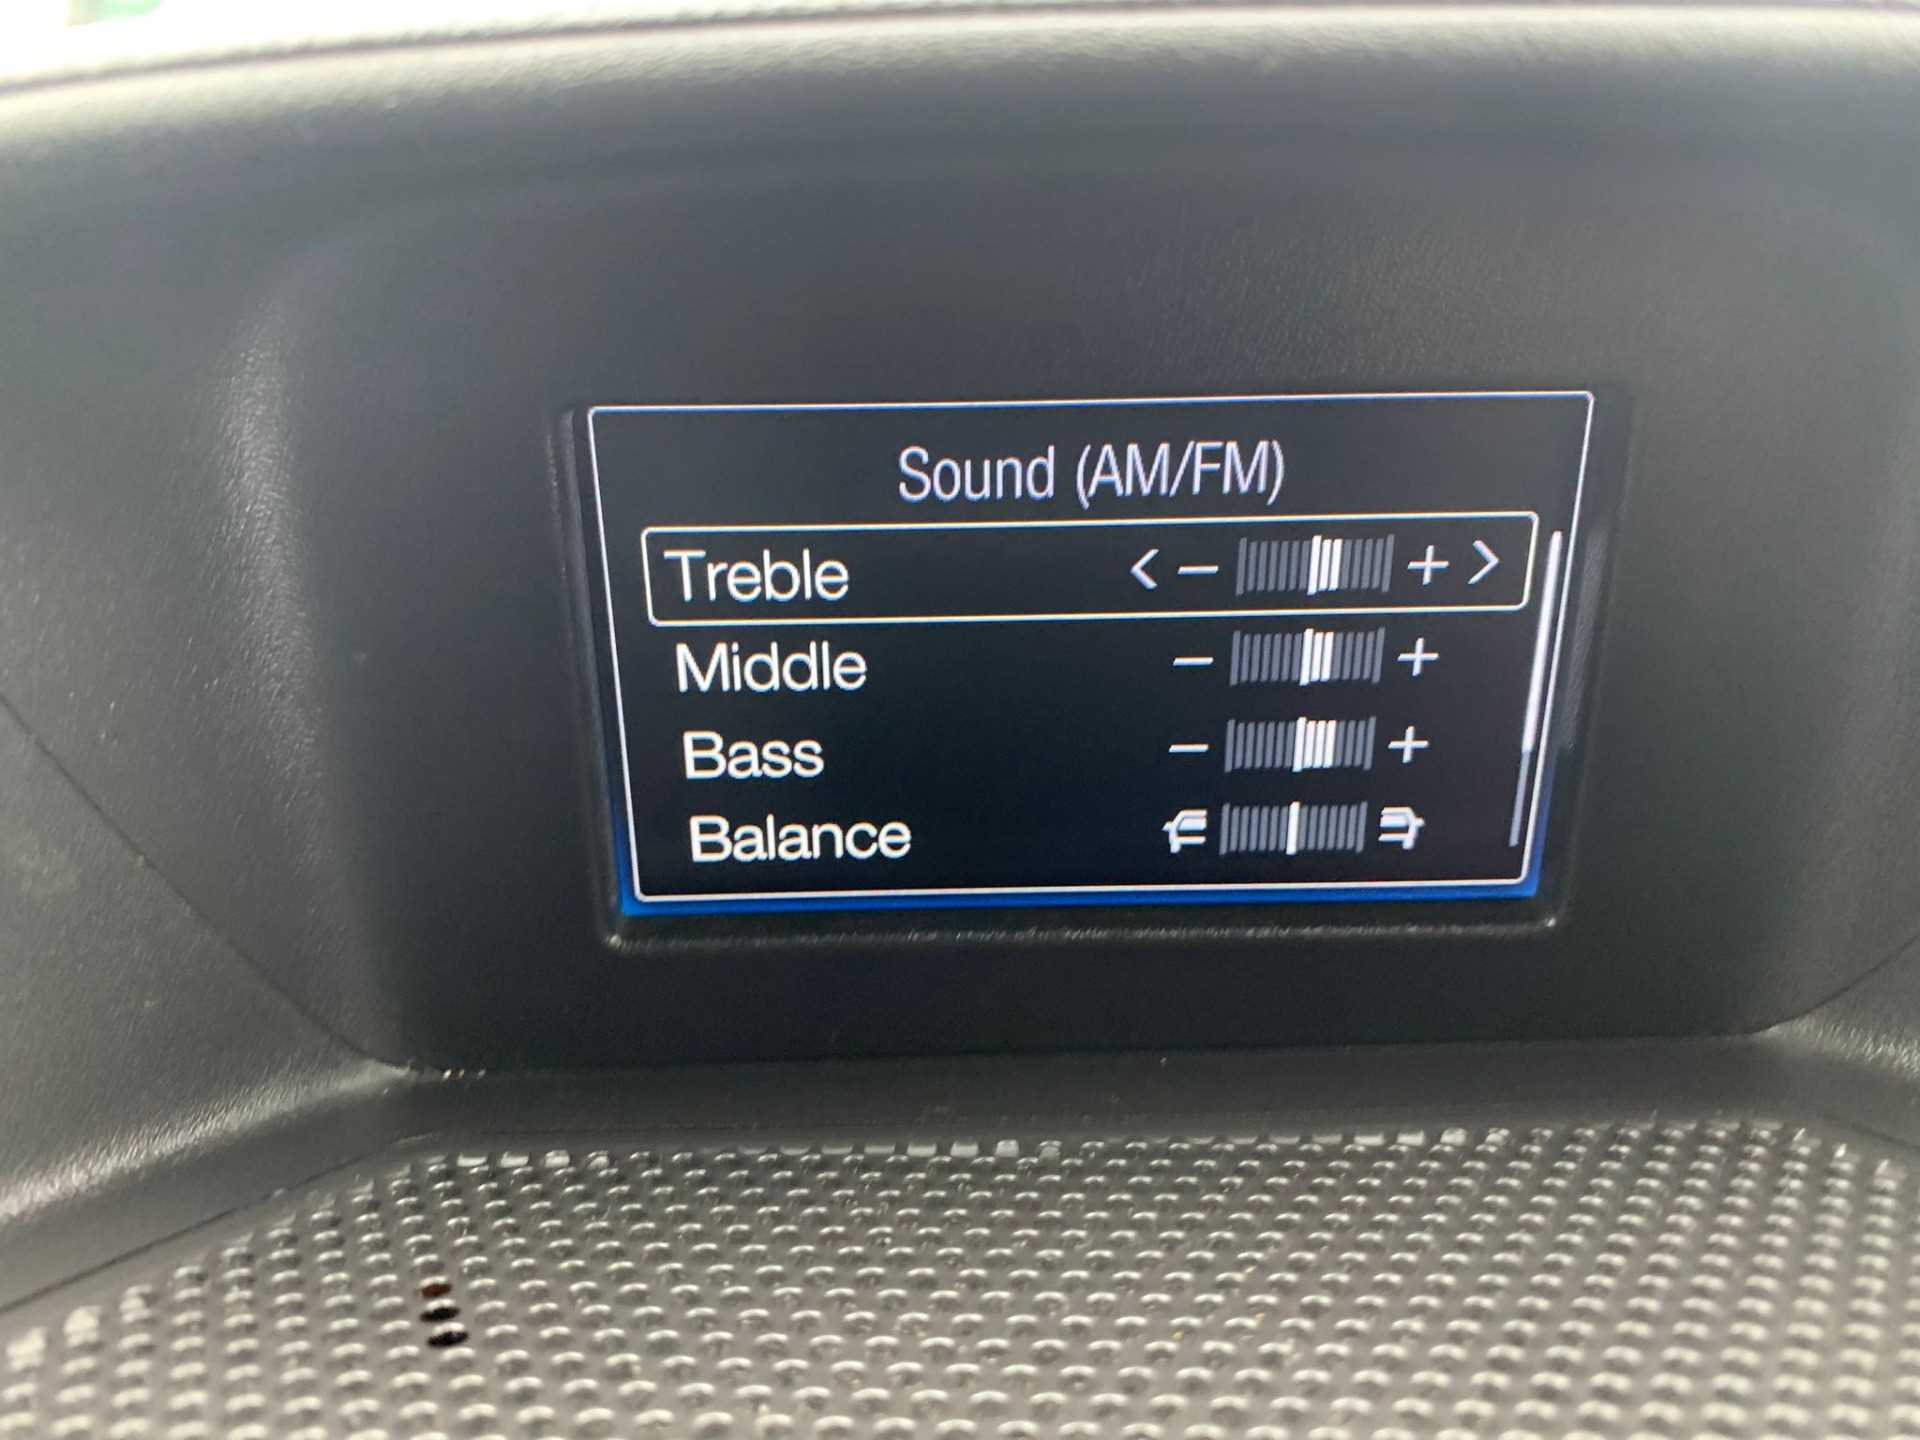 Sound (AM/FM)
Treble < − + >
Middle − +
Bass − +
Balance